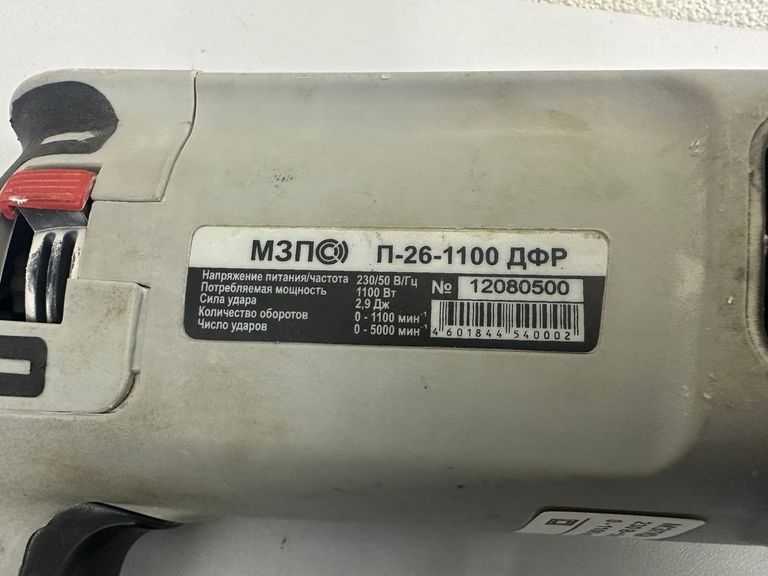 МЗПО П-26-1100 ДФР
Напряжение питания/частота 230/50 В/Гц
Потребляемая мощность 1100 Вт
Сила удара 2,9 Дж
Количество оборотов 0 - 1100 мин⁻¹
Число ударов 0 - 5000 мин⁻¹
№ 12080500
4 601844 540002